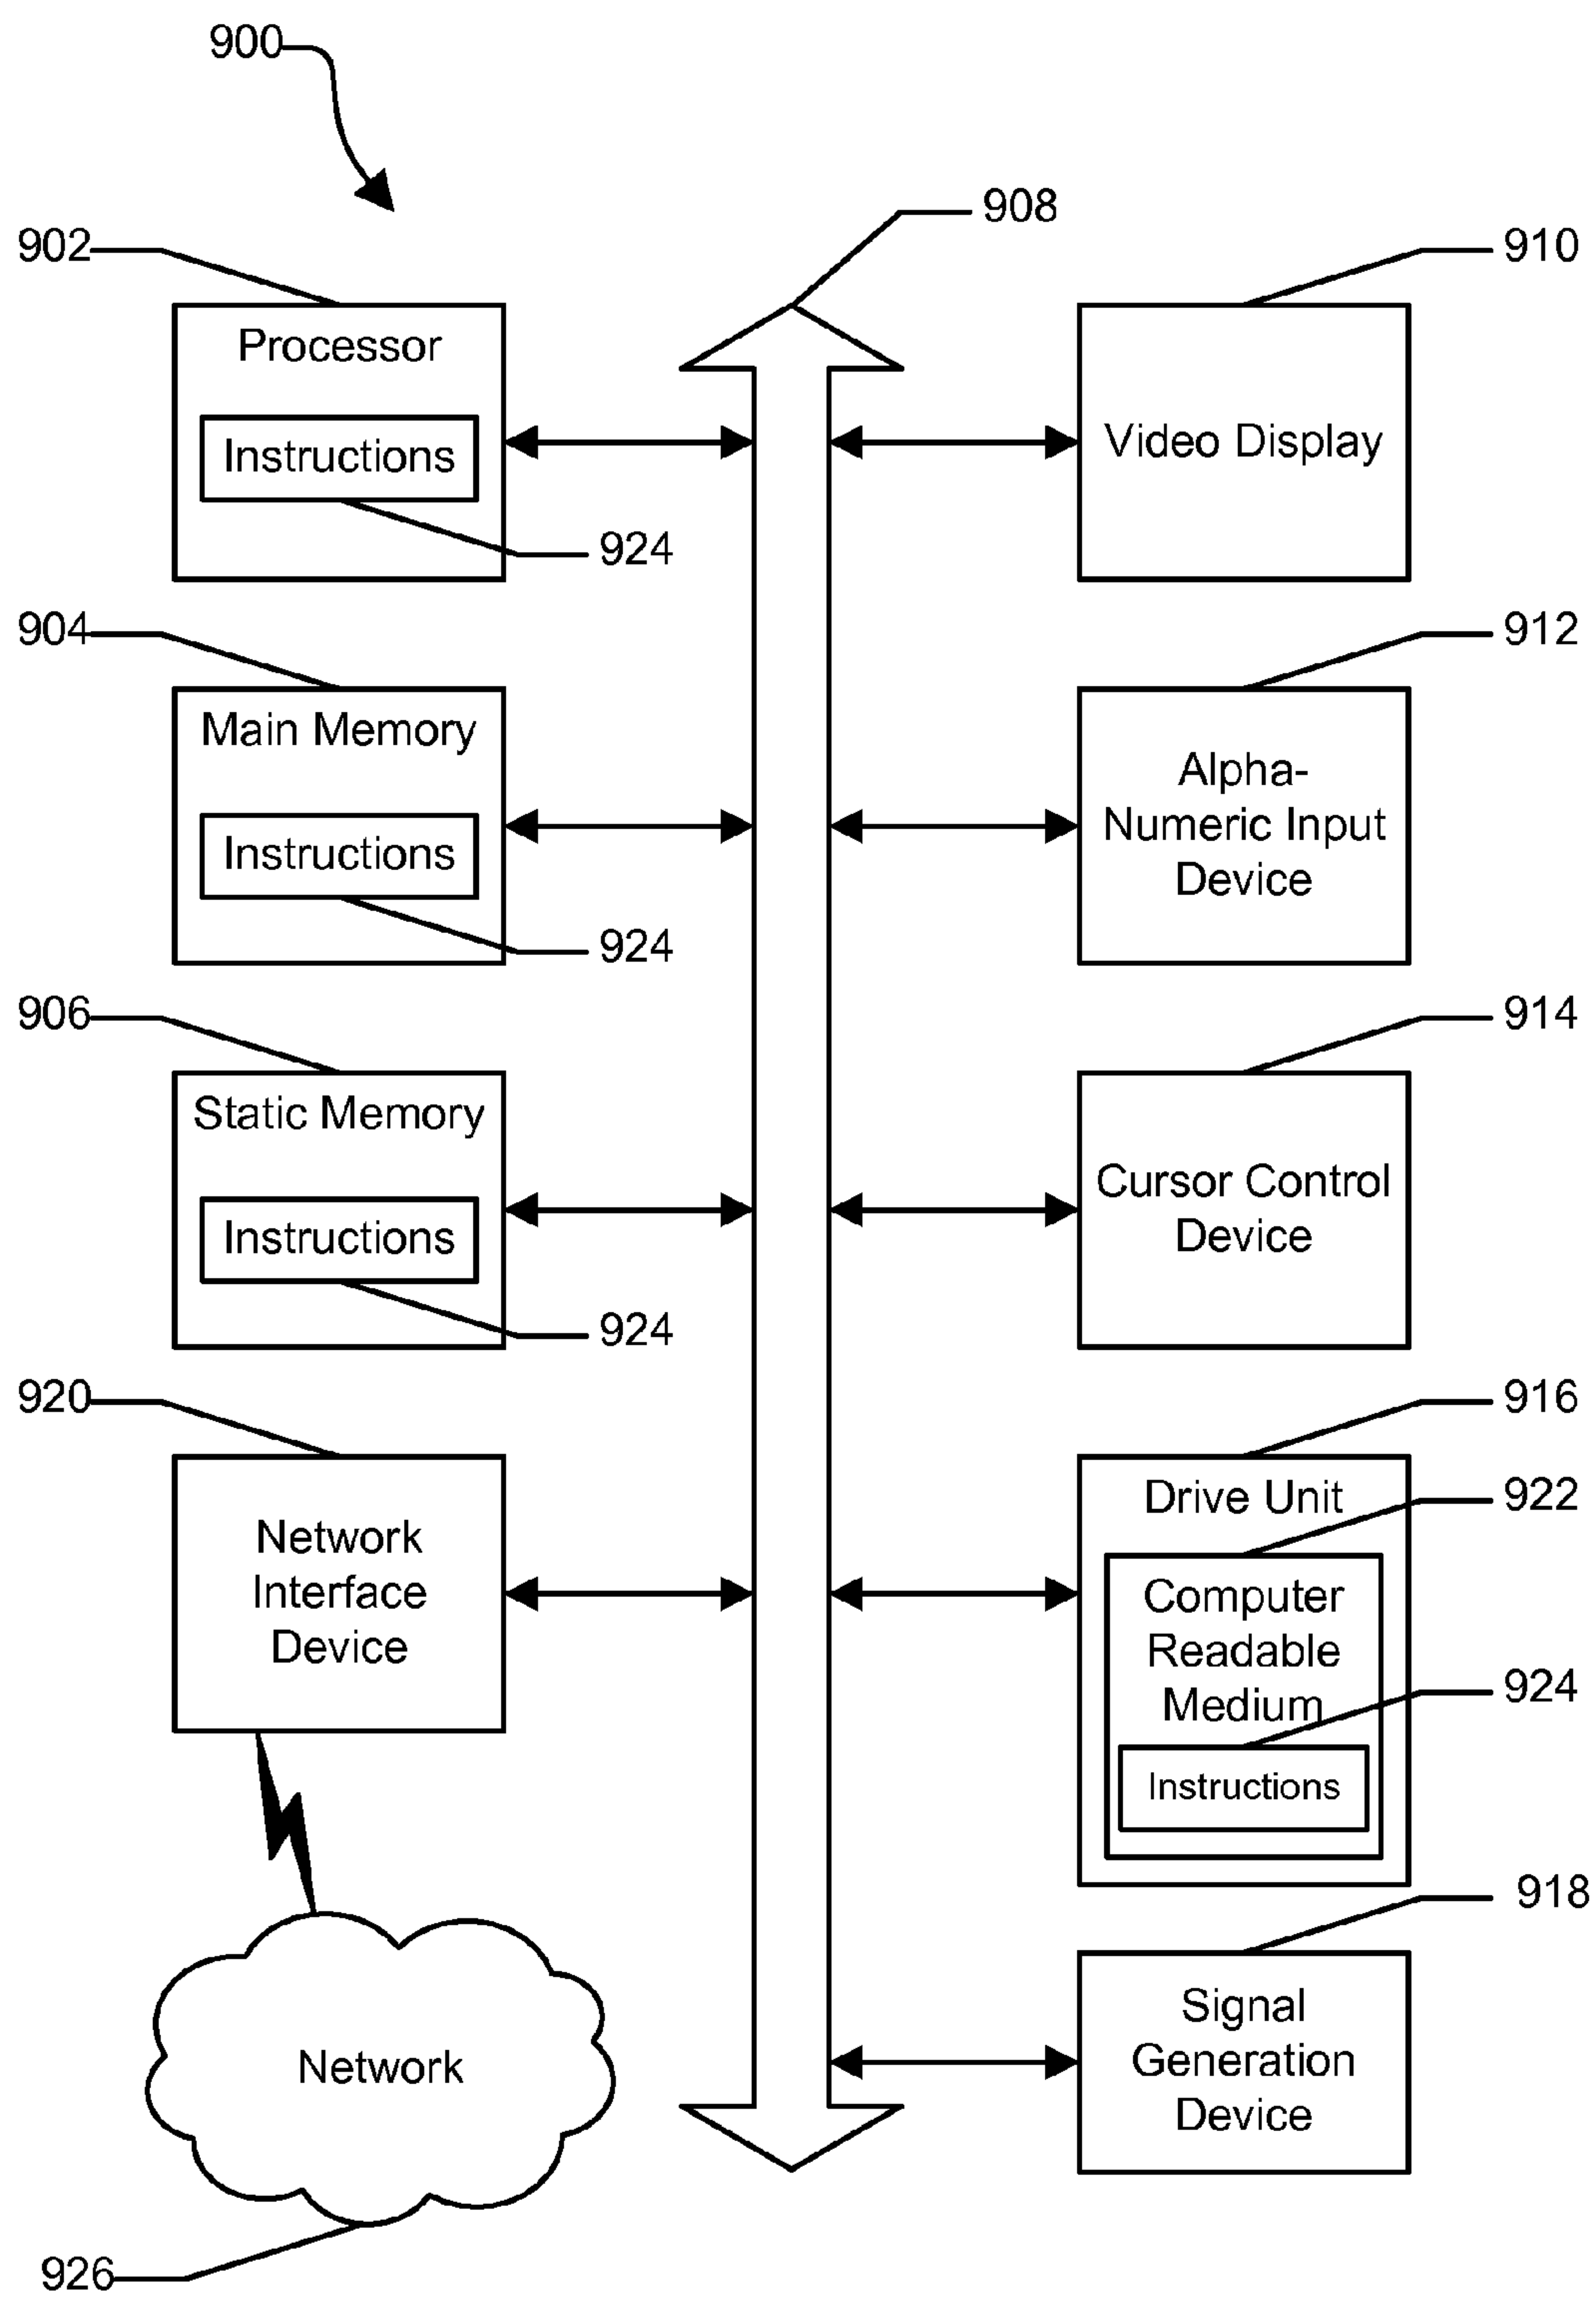 900
908
902
910
Processor
Instructions
924
Video Display
904
912
Main Memory
Instructions
924
Alpha-
Numeric Input
Device
906
914
Static Memory
Instructions
924
Cursor Control
Device
920
916
Network
Interface
Device
Drive Unit
922
Computer
Readable
Medium
924
Instructions
918
Signal
Generation
Device
Network
926